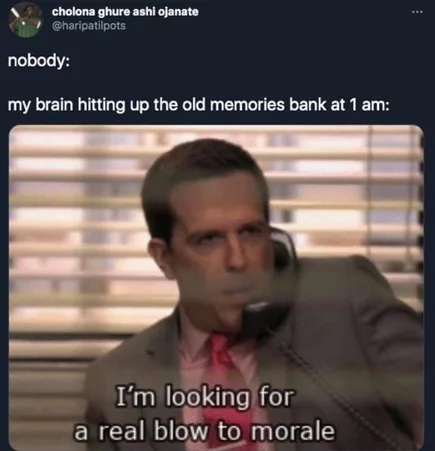 cholona ghure ashi ojanate
@haripatilpots
nobody:
my brain hitting up the old memories bank at 1 am:
I'm looking for
a real blow to morale